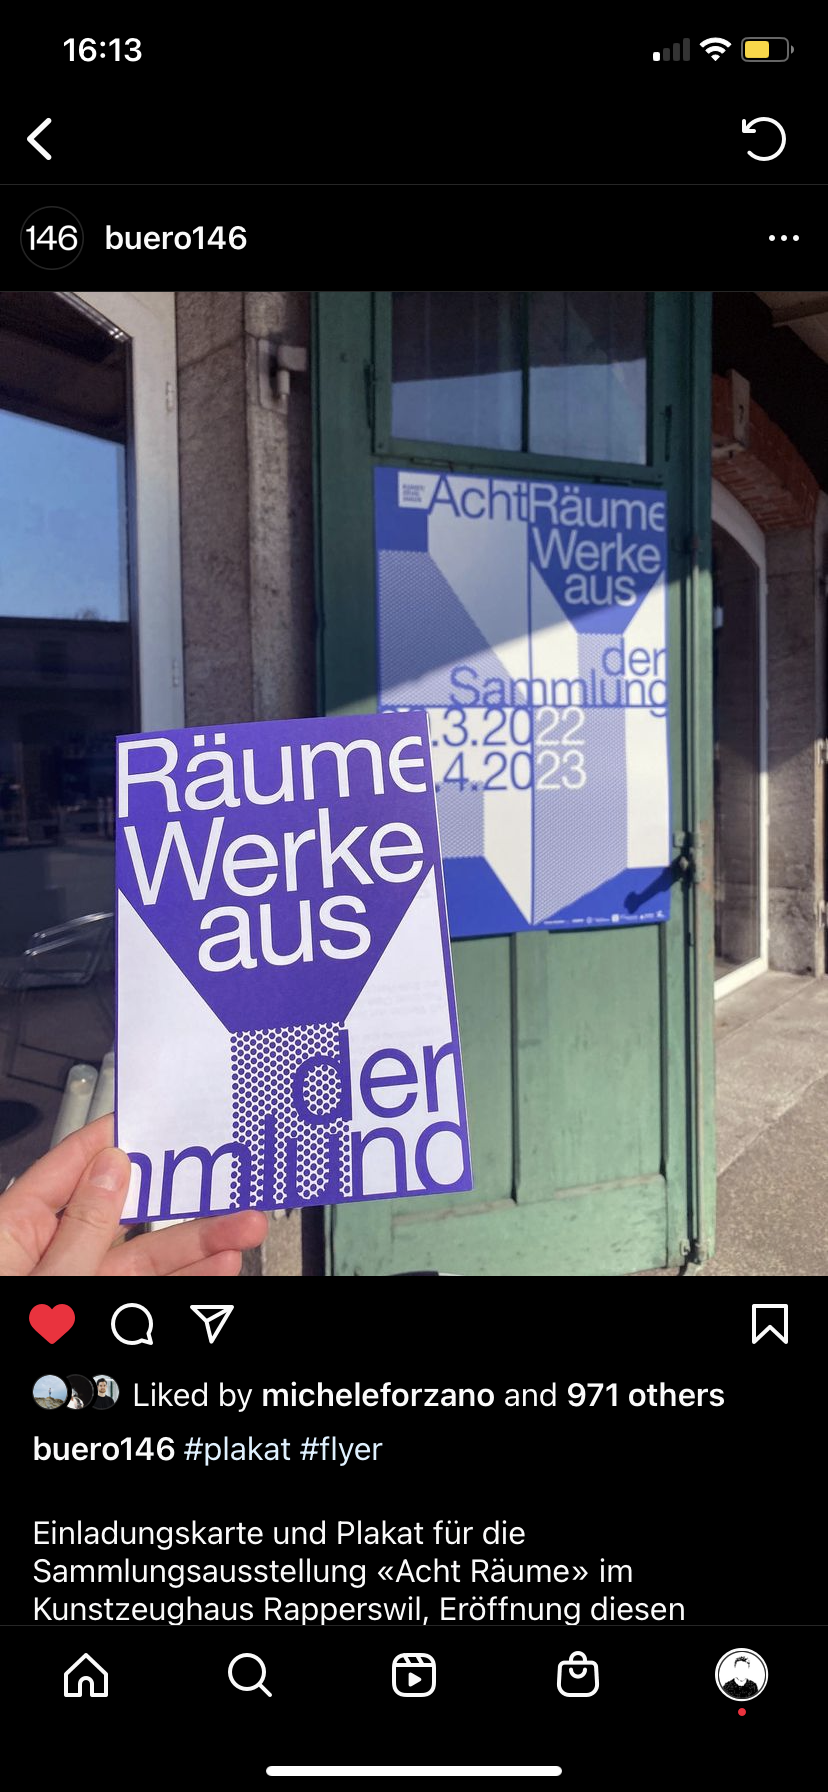 16:13
146 buero146
AchtRäume
Werke
aus
der
Sammlung
.3.2022
.4.2023
Räume
Werke
aus
der
mmlung
Liked by micheleforzano and 971 others
buero146 #plakat #flyer
Einladungskarte und Plakat für die
Sammlungsausstellung «Acht Räume» im
Kunstzeughaus Rapperswil, Eröffnung diesen